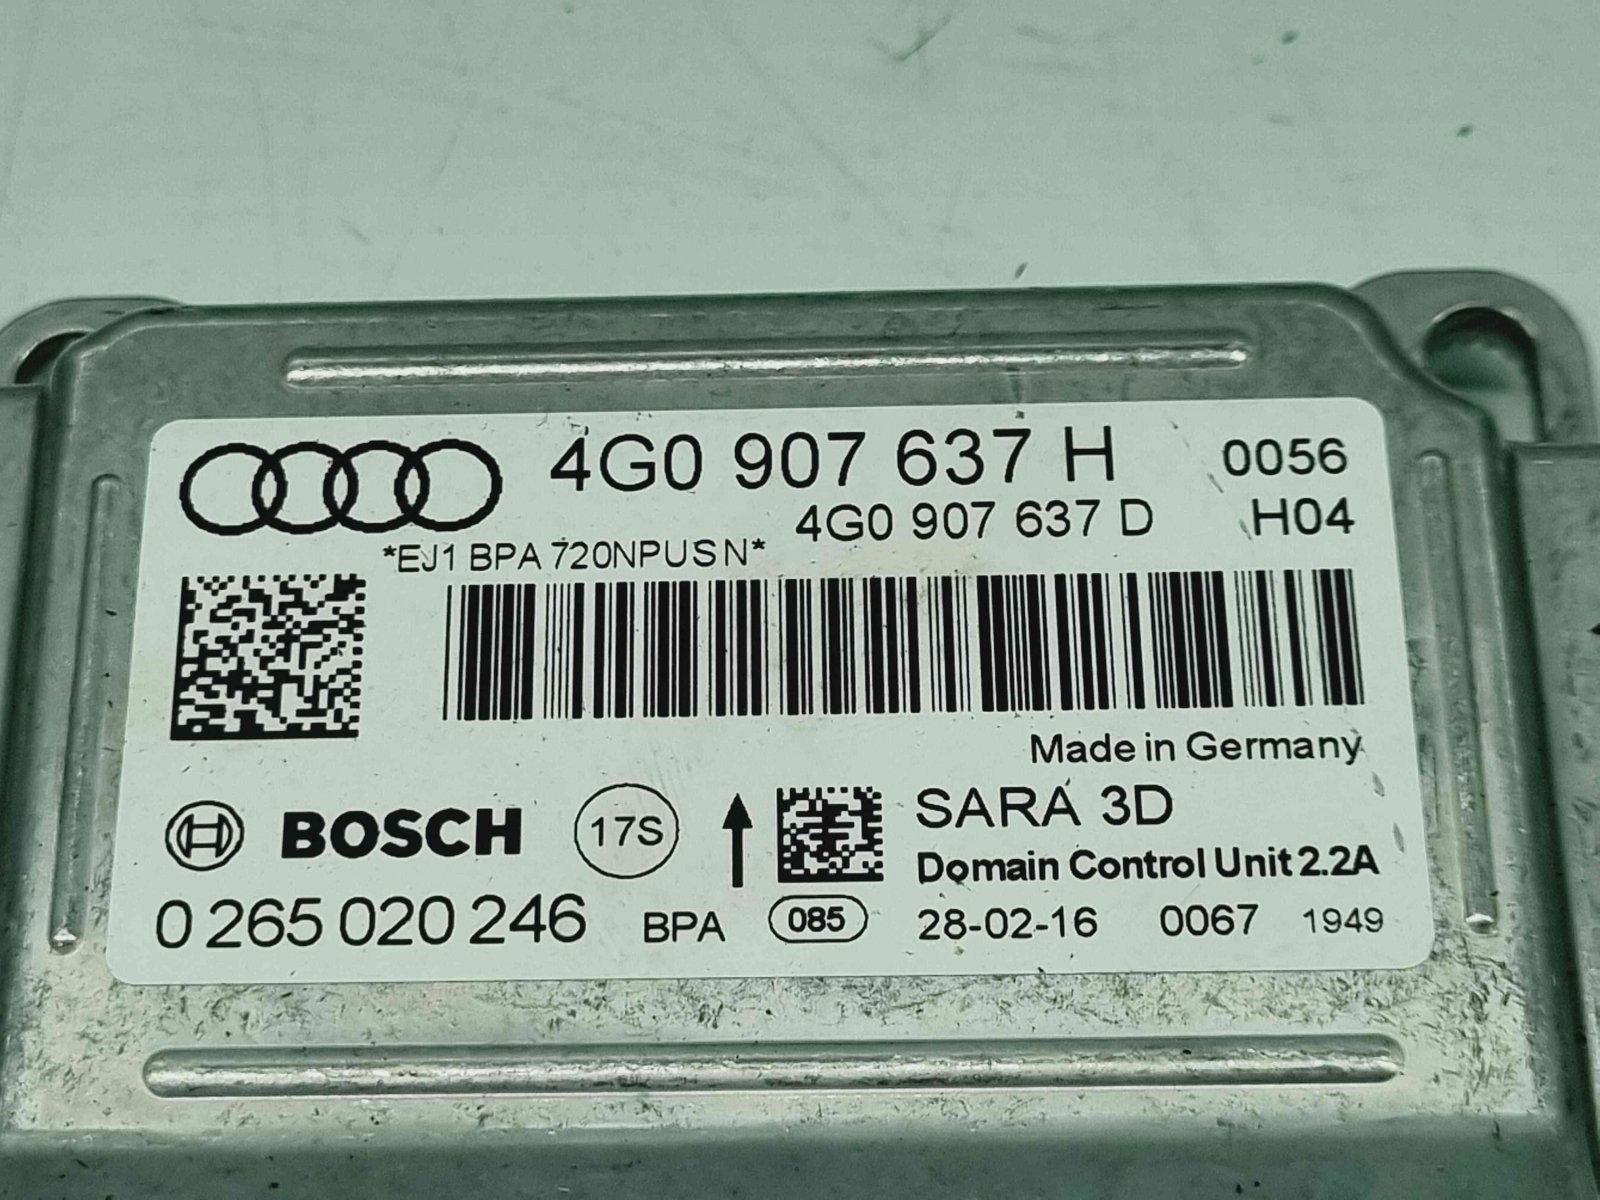 4G0 907 637 H 0056
4G0 907 637 D H04
*EJ1 BPA 720NPUSN*
Made in Germany
BOSCH 17S SARA 3D
Domain Control Unit 2.2A
0 265 020 246 BPA 085 28-02-16 0067 1949